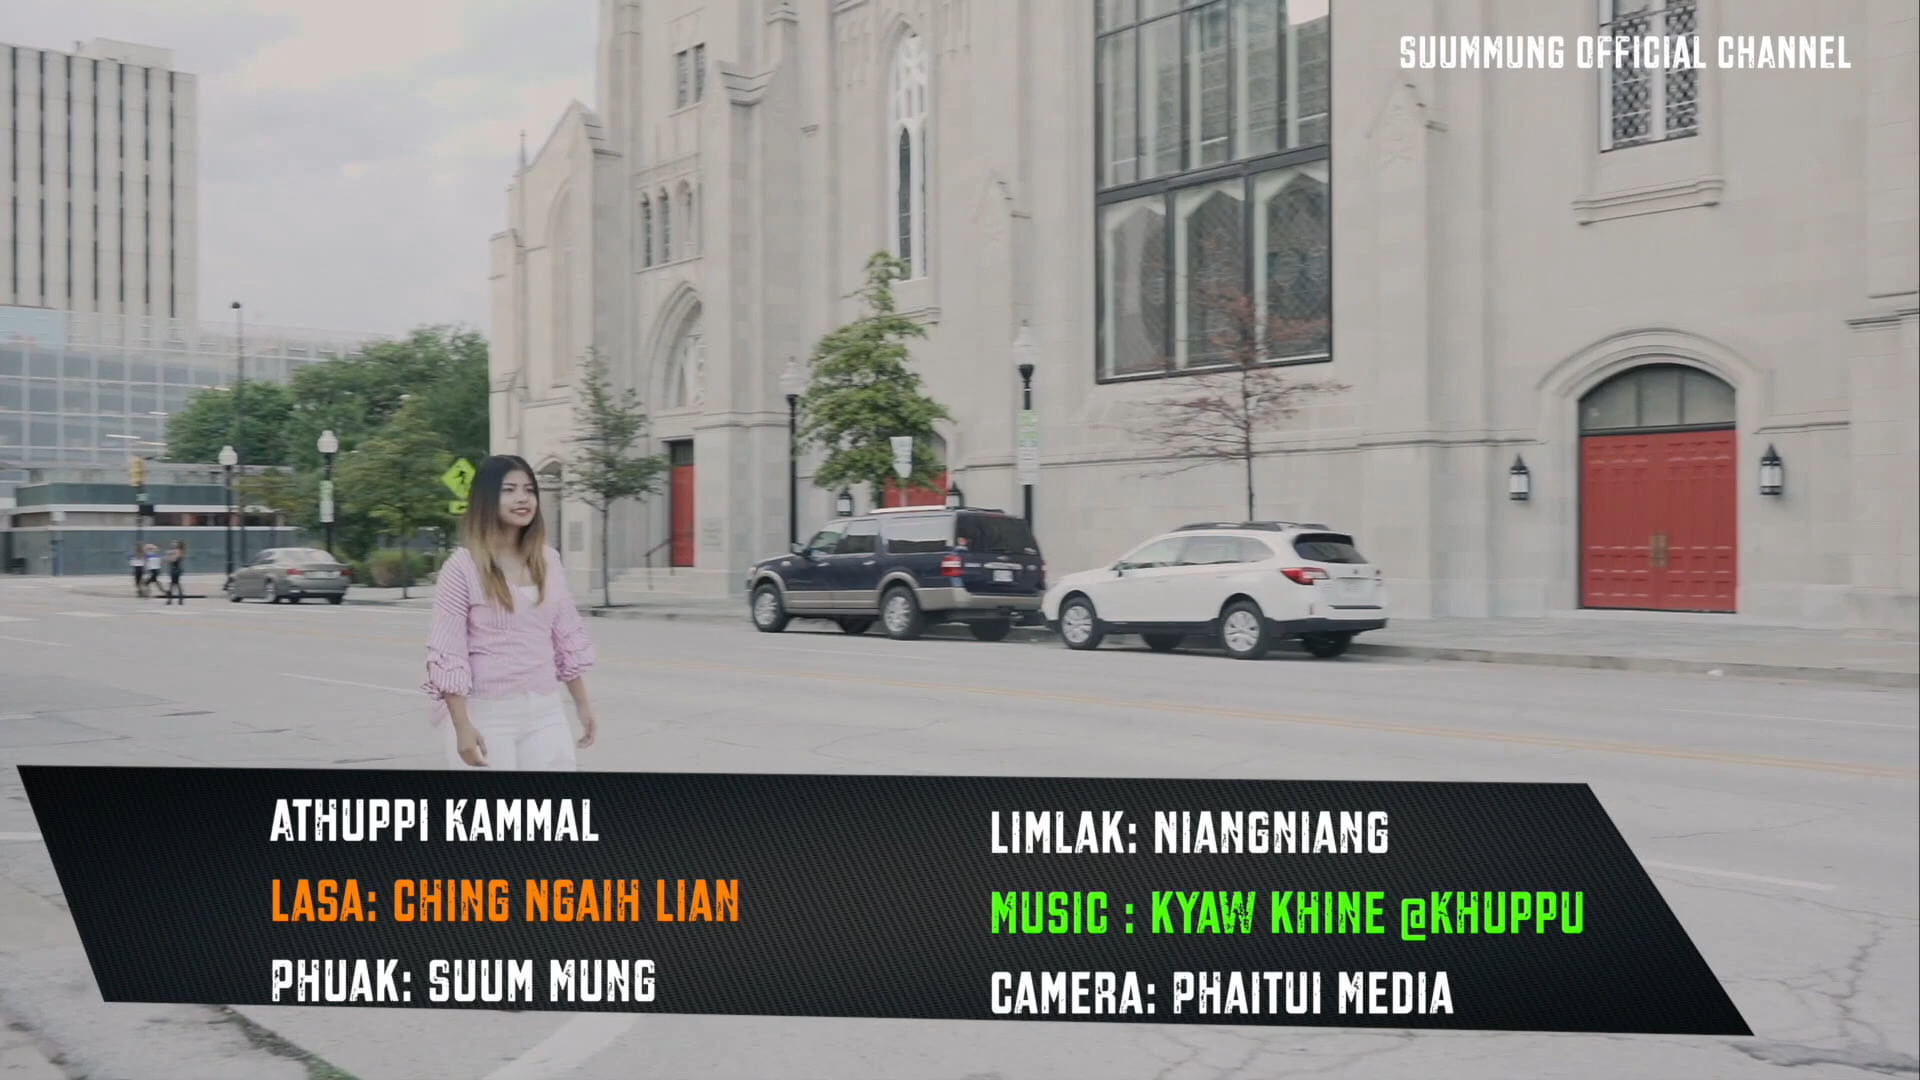 SUUMMUNG OFFICIAL CHANNEL
ATHUPPI KAMMAL
LASA: CHING NGAIH LIAN
PHUAK: SUUM MUNG
LIMLAK: NIANGNIANG
MUSIC : KYAW KHINE @KHUPPU
CAMERA: PHAITUI MEDIA